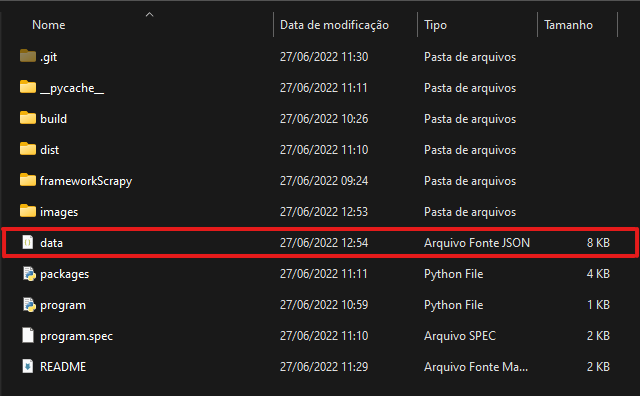 Nome Data de modificação Tipo Tamanho
.git 27/06/2022 11:30 Pasta de arquivos
__pycache__ 27/06/2022 11:11 Pasta de arquivos
build 27/06/2022 10:26 Pasta de arquivos
dist 27/06/2022 11:10 Pasta de arquivos
frameworkScrapy 27/06/2022 09:24 Pasta de arquivos
images 27/06/2022 12:53 Pasta de arquivos
data 27/06/2022 12:54 Arquivo Fonte JSON 8 KB
packages 27/06/2022 11:11 Python File 4 KB
program 27/06/2022 10:59 Python File 1 KB
program.spec 27/06/2022 11:10 Arquivo SPEC 2 KB
README 27/06/2022 11:29 Arquivo Fonte Ma... 2 KB